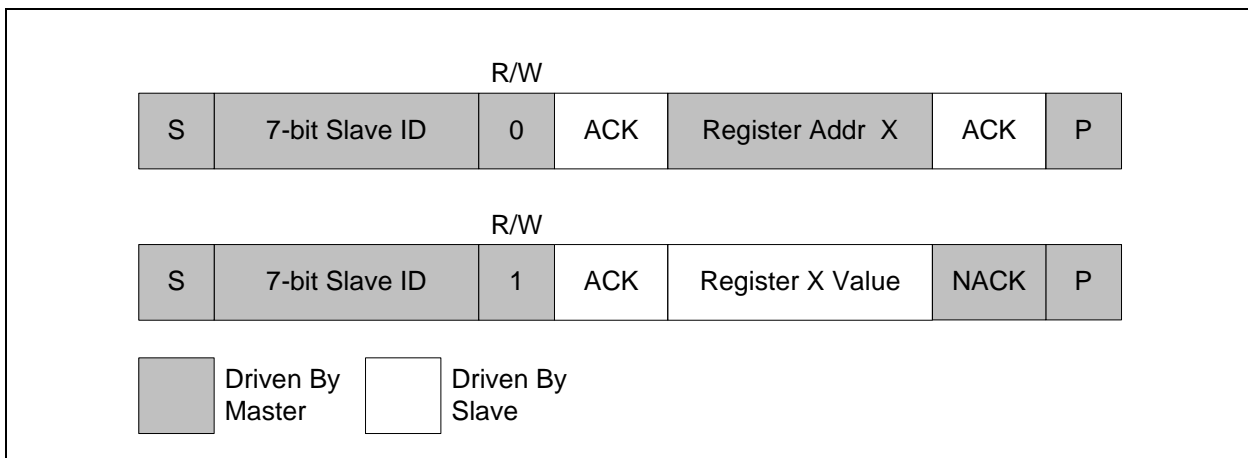 R/W
S 7-bit Slave ID 0 ACK Register Addr X ACK P
R/W
S 7-bit Slave ID 1 ACK Register X Value NACK P
Driven By Master
Driven By Slave